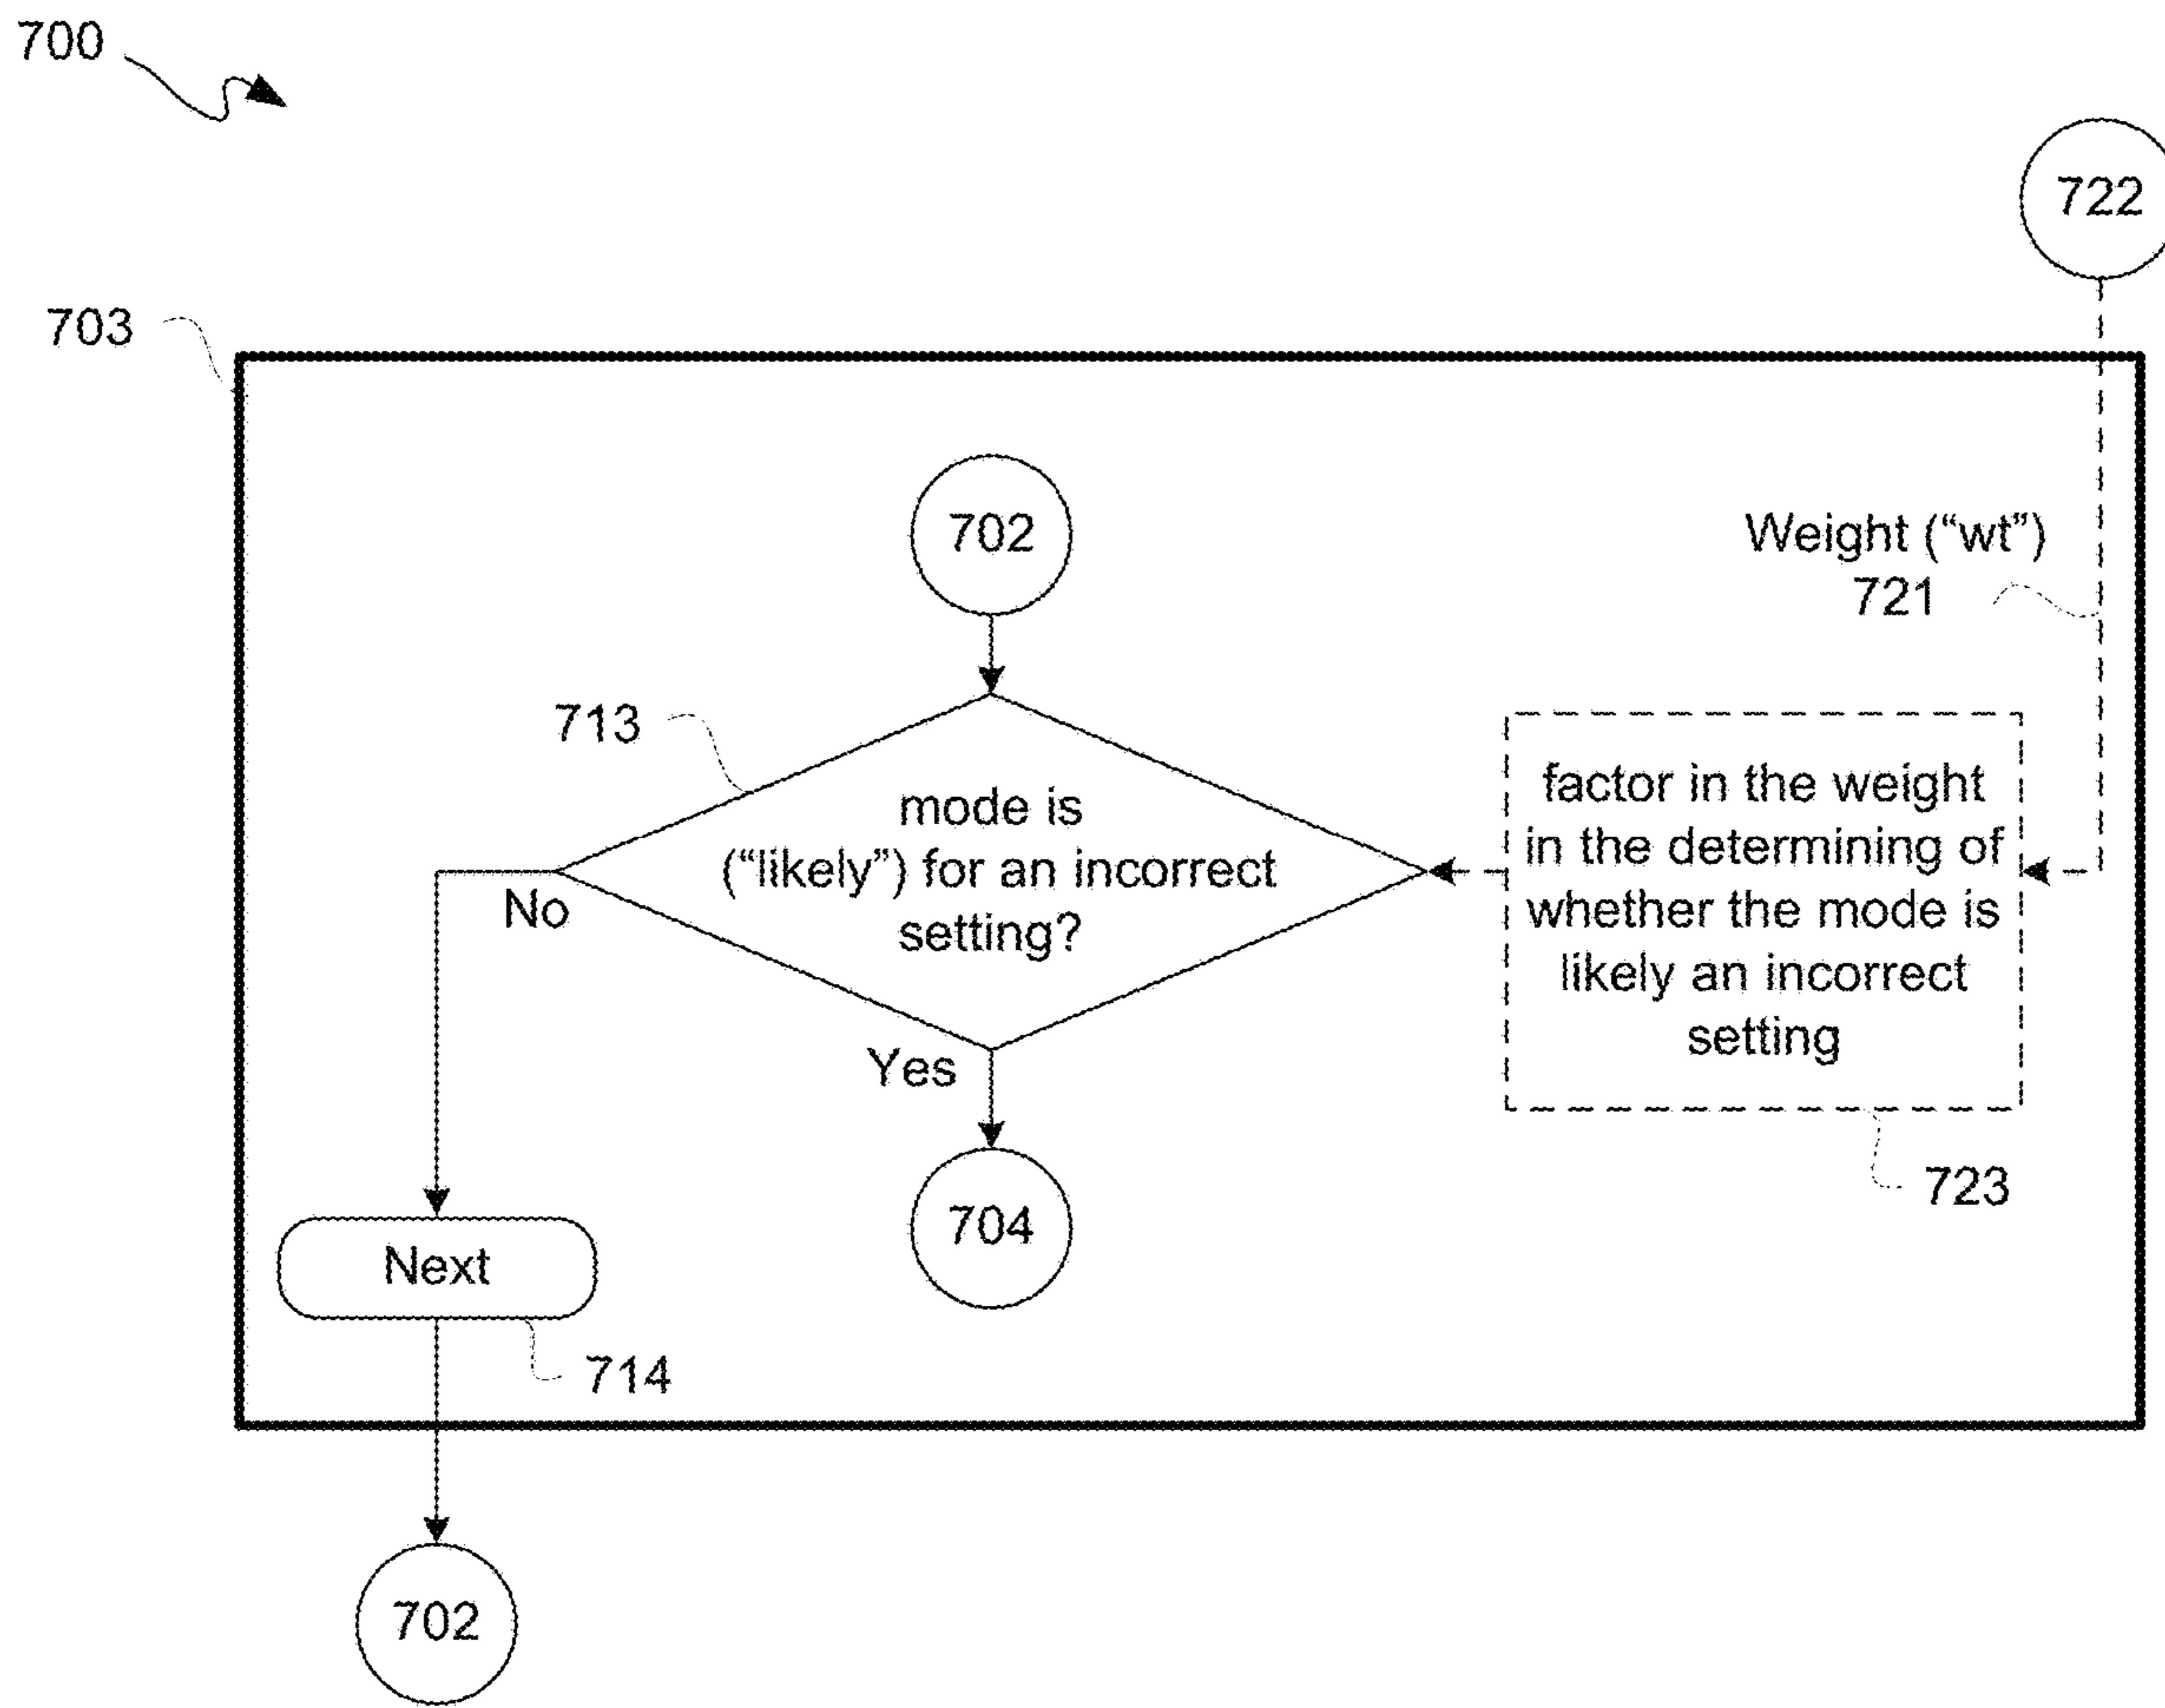 700
722
703
702
Weight (“wt”)
721
713
mode is
(“likely”) for an incorrect
setting?
factor in the weight
in the determining of
whether the mode is
likely an incorrect
setting
No
Yes
723
704
Next
714
702